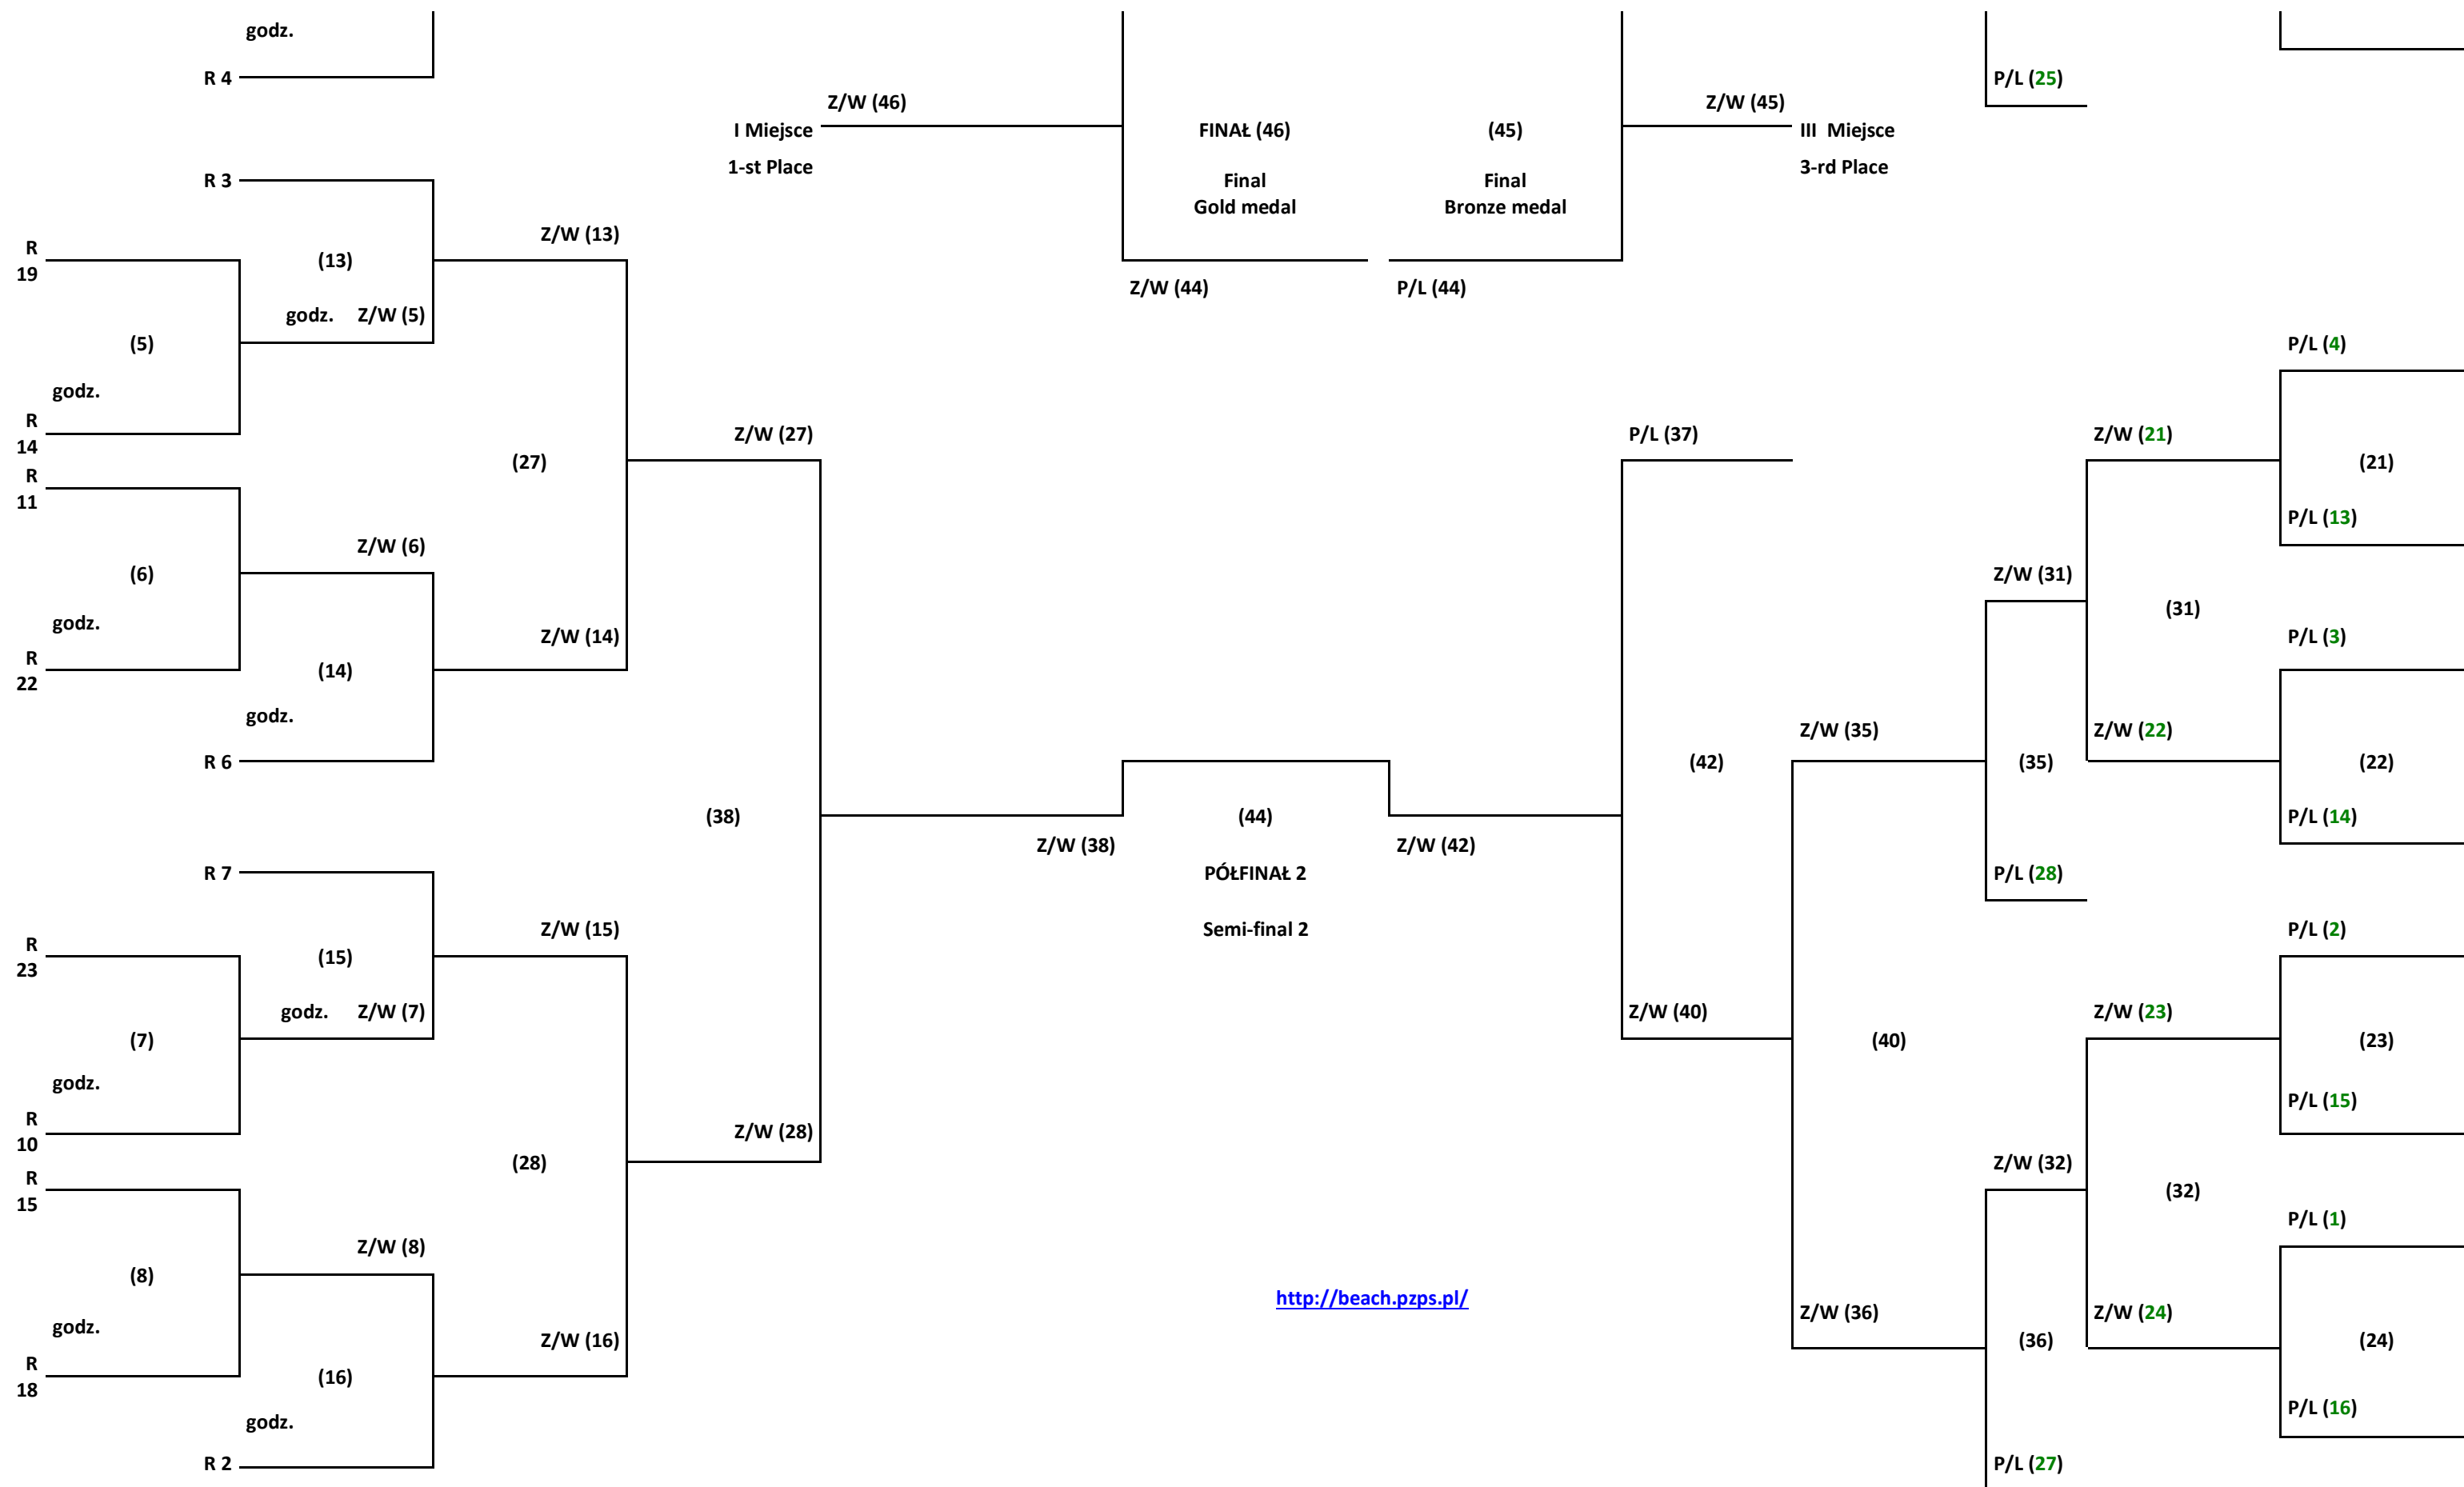 godz.
R 4
P/L (25)
Z/W (46)
Z/W (45)
I Miejsce
FINAŁ (46)
(45)
III Miejsce
1-st Place
3-rd Place
R 3
Final
Final
Gold medal
Bronze medal
Z/W (13)
R
19
(13)
Z/W (44)
P/L (44)
godz.
Z/W (5)
(5)
P/L (4)
godz.
R
14
Z/W (27)
P/L (37)
Z/W (21)
(27)
(21)
R
11
P/L (13)
Z/W (6)
(6)
Z/W (31)
(31)
godz.
Z/W (14)
P/L (3)
R
22
(14)
godz.
Z/W (35)
Z/W (22)
R 6
(42)
(35)
(22)
(38)
(44)
P/L (14)
Z/W (38)
Z/W (42)
R 7
PÓŁFINAŁ 2
P/L (28)
Z/W (15)
Semi-final 2
P/L (2)
R
23
(15)
godz.
Z/W (7)
Z/W (40)
Z/W (23)
(7)
(40)
(23)
godz.
P/L (15)
R
10
Z/W (28)
(28)
Z/W (32)
R
15
(32)
P/L (1)
Z/W (8)
(8)
http://beach.pzps.pl/
godz.
Z/W (16)
Z/W (36)
Z/W (24)
(36)
(24)
R
18
(16)
godz.
P/L (16)
R 2
P/L (27)